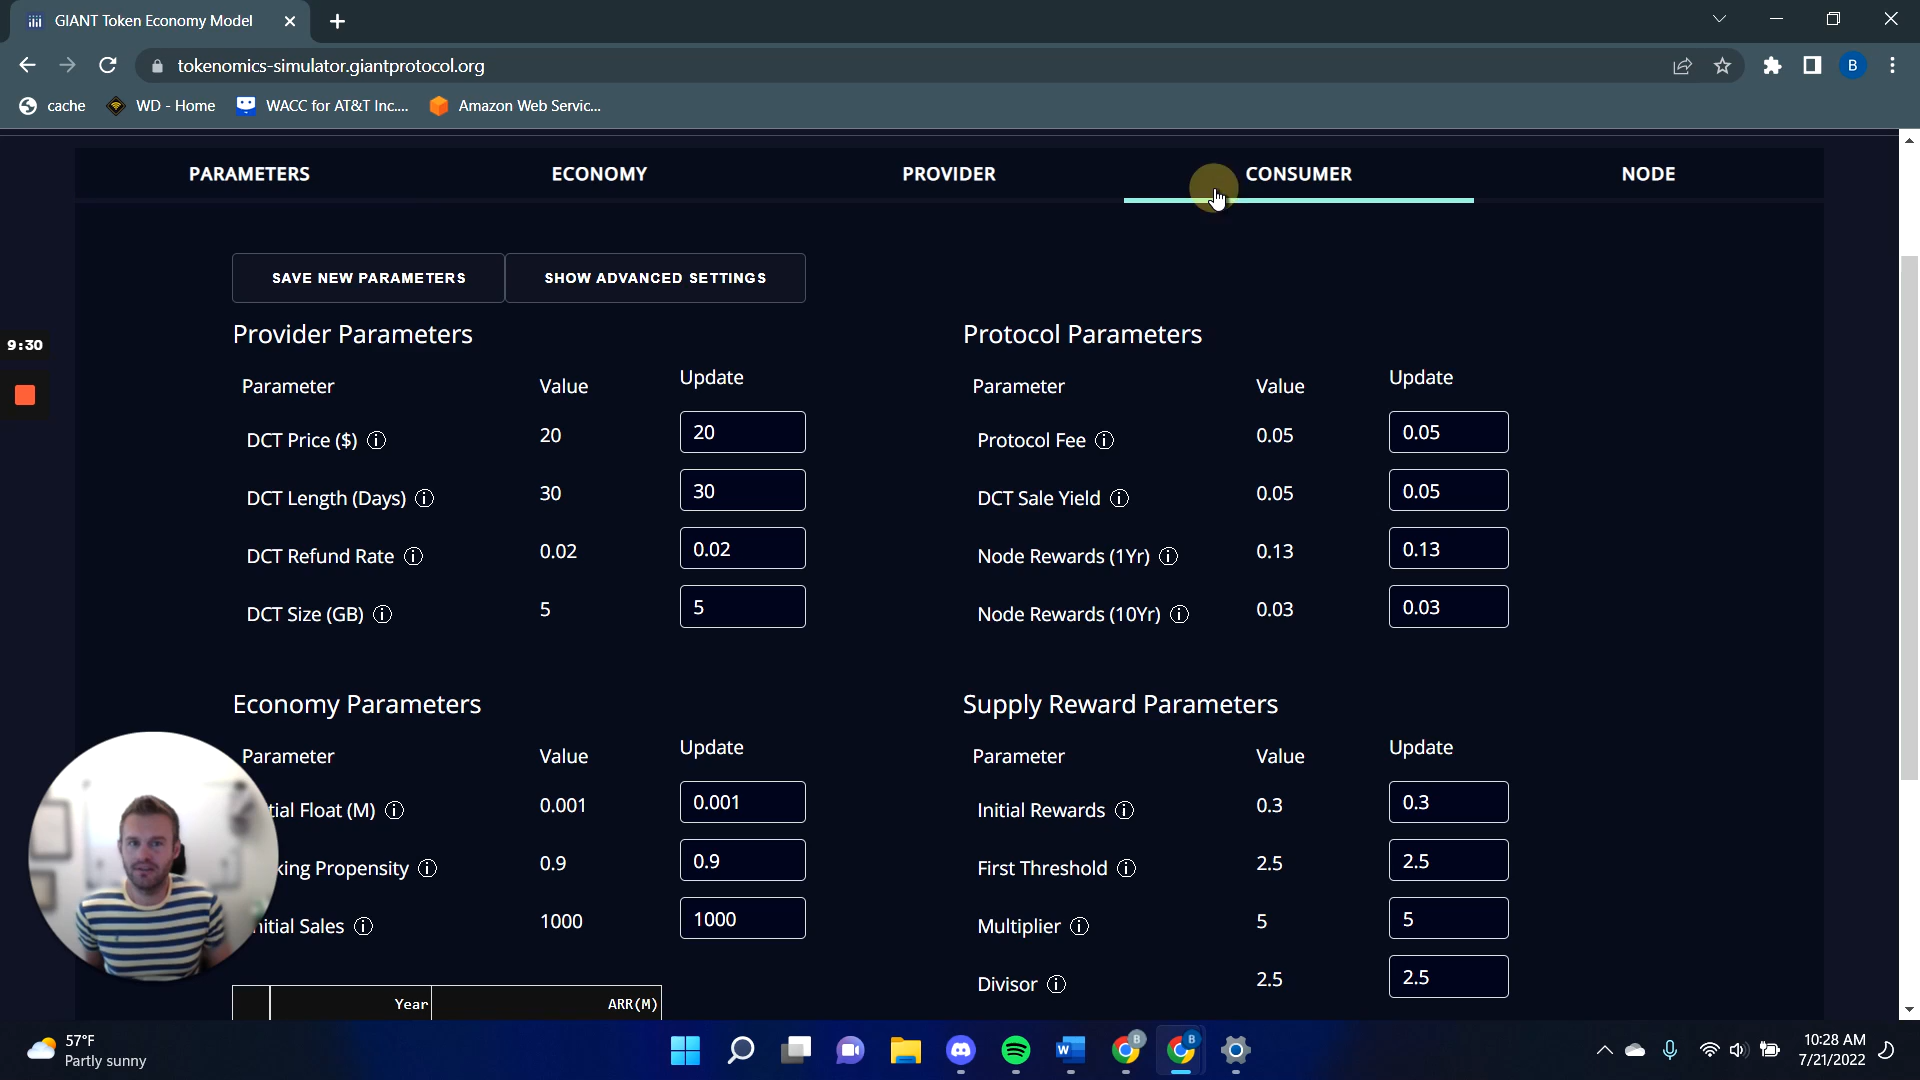 GIANT Token Economy Model
tokenomics-simulator.giantprotocol.org
B
cache
WD - Home
WACC for AT&T Inc....
Amazon Web Servic...
PARAMETERS
ECONOMY
PROVIDER
CONSUMER
NODE
SAVE NEW PARAMETERS
SHOW ADVANCED SETTINGS
9:30
Provider Parameters
Parameter Value Update
DCT Price ($) 20 20
DCT Length (Days) 30 30
DCT Refund Rate 0.02 0.02
DCT Size (GB) 5 5
Protocol Parameters
Parameter Value Update
Protocol Fee 0.05 0.05
DCT Sale Yield 0.05 0.05
Node Rewards (1Yr) 0.13 0.13
Node Rewards (10Yr) 0.03 0.03
Economy Parameters
Parameter Value Update
tial Float (M) 0.001 0.001
king Propensity 0.9 0.9
nitial Sales 1000 1000
Year ARR(M)
Supply Reward Parameters
Parameter Value Update
Initial Rewards 0.3 0.3
First Threshold 2.5 2.5
Multiplier 5 5
Divisor 2.5 2.5
57°F
Partly sunny
10:28 AM
7/21/2022